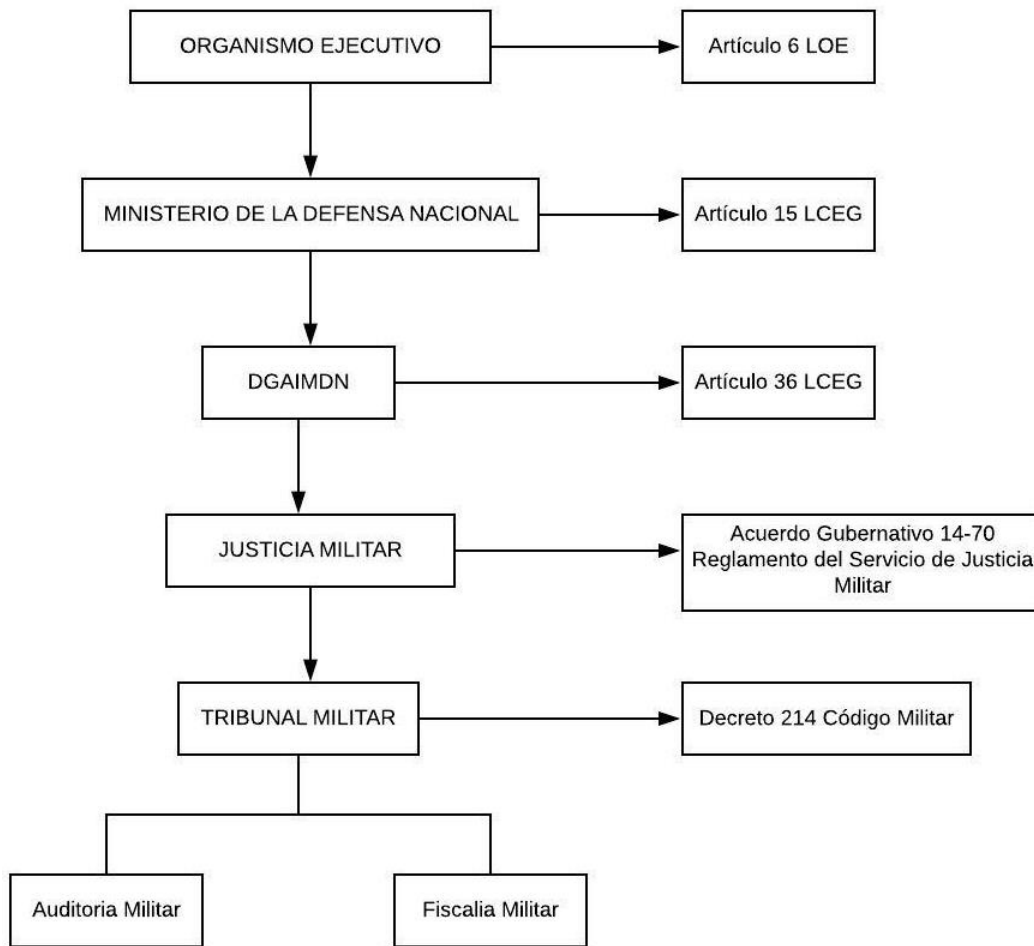 ORGANISMO EJECUTIVO
Artículo 6 LOE
MINISTERIO DE LA DEFENSA NACIONAL
Artículo 15 LCEG
DGAIMDN
Artículo 36 LCEG
JUSTICIA MILITAR
Acuerdo Gubernativo 14-70
Reglamento del Servicio de Justicia
Militar
TRIBUNAL MILITAR
Decreto 214 Código Militar
Auditoria Militar
Fiscalia Militar